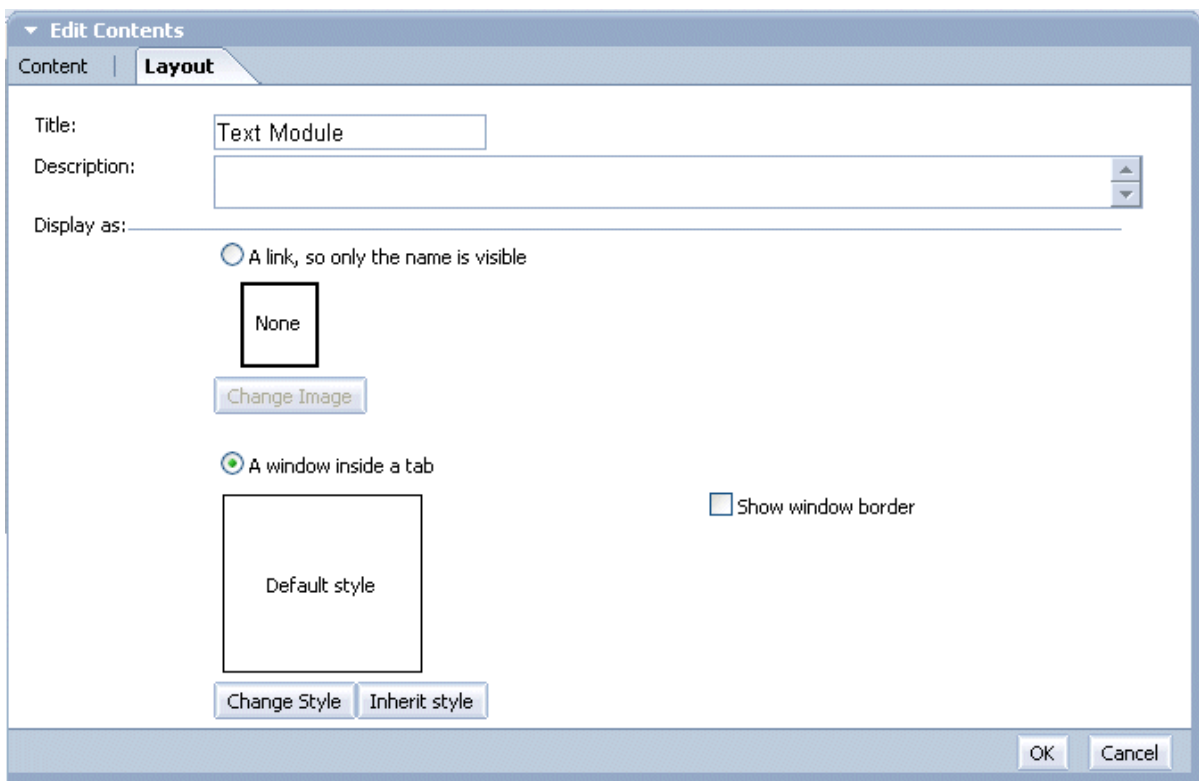 Edit Contents
Content | Layout
Title: Text Module
Description:
Display as:
A link, so only the name is visible
None
Change Image
A window inside a tab
Show window border
Default style
Change Style Inherit style
OK Cancel